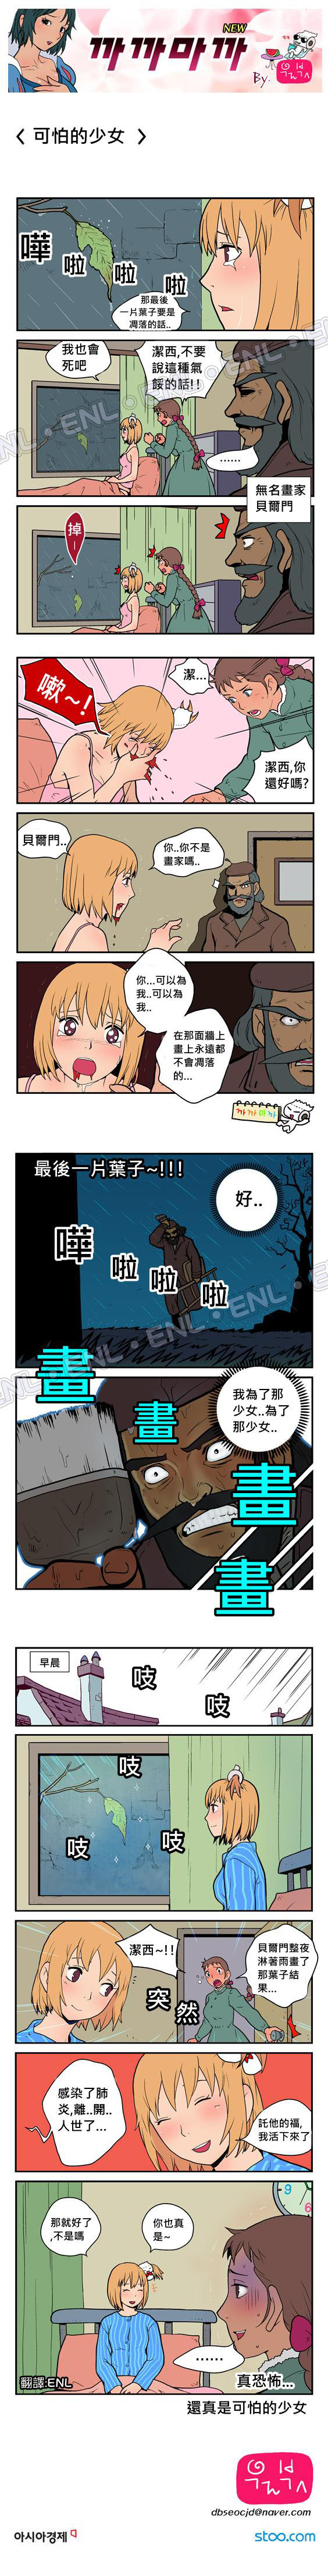 NEW
까까마까
By.
〈 可怕的少女 〉
嘩
啦
啦
啦
那最後
一片葉子要是
凋落的話..
我也會
死吧
潔西,不要
說這種氣
餒的話!!
......
無名畫家
貝爾門
掉~
嗽~!
潔...
潔西,你
還好嗎?
貝爾門..
你..你不是
畫家嗎..
你...可以為
我..可以為
我..
在那面牆上
畫上永遠都
不會凋落
的...
까까마까
最後一片葉子~!!!
好..
嘩
啦
啦
啦
我為了那
少女..為了
那少女..
畫
畫
畫
畫
早晨
吱
吱
吱
吱
吱
潔西~!!
突
然
貝爾門整夜
淋著雨畫了
那葉子結
果...
感染了肺
炎,離..開..
人世了...
託他的福,
我活下來了
那就好了
,不是嗎
你也真
是~
9
6
......
真恐怖...
翻譯:ENL
還真是可怕的少女
dbseocjd@naver.com
아시아경제
stoo.com